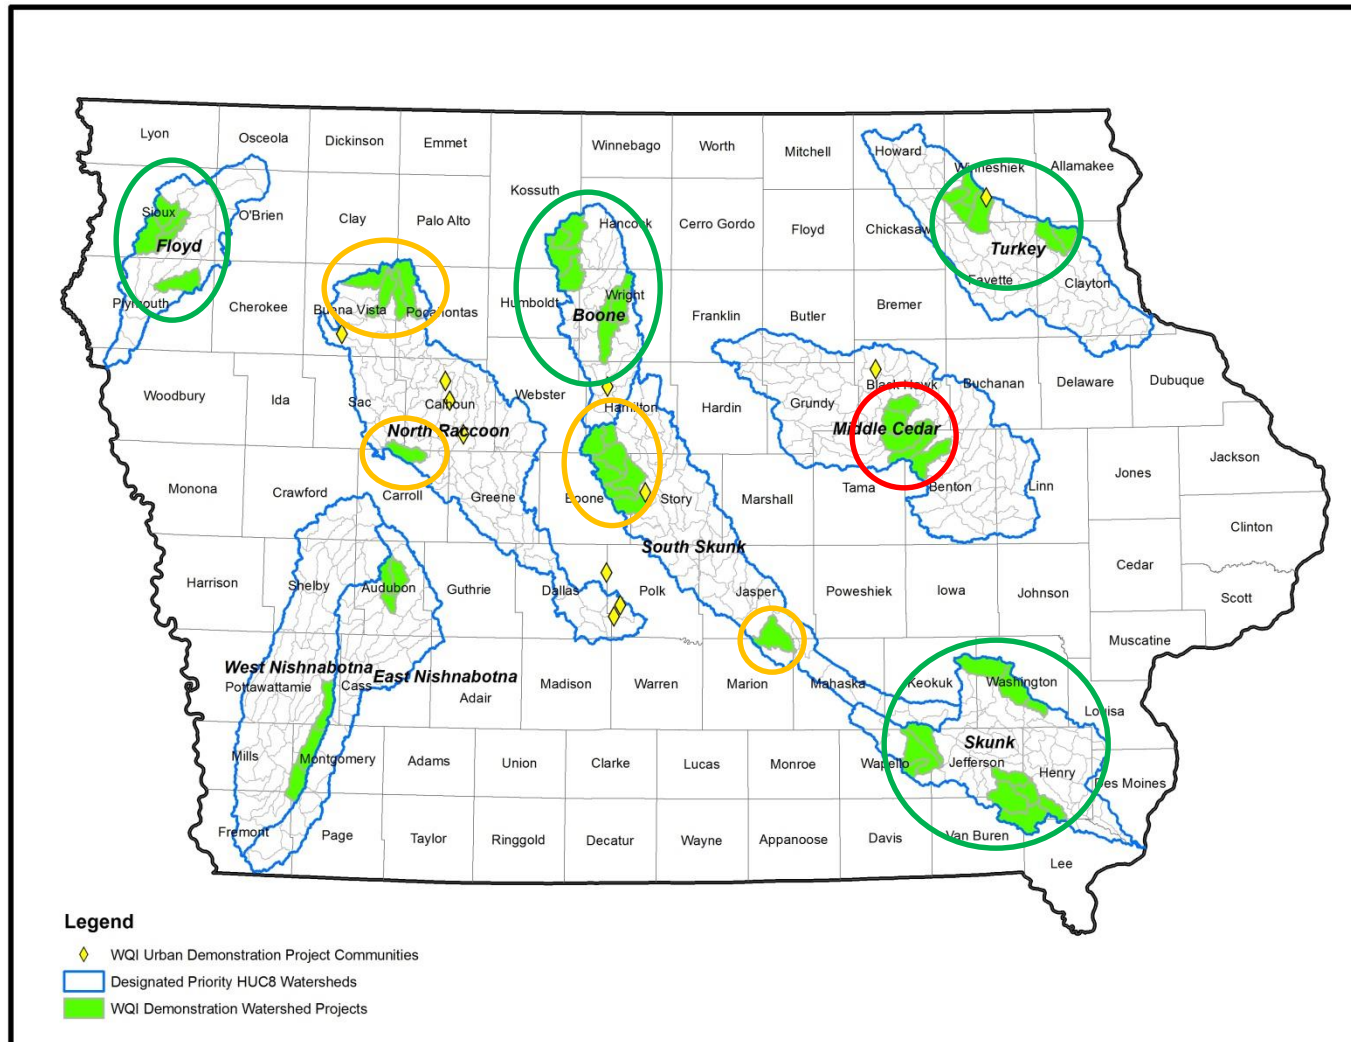 Lyon
Osceola
Dickinson
Emmet
Winnebago
Worth
Mitchell
Howard
Winneshiek
Allamakee
Kossuth
Sioux
O'Brien
Clay
Palo Alto
Hancock
Cerro Gordo
Floyd
Chickasaw
Floyd
Turkey
Fayette
Clayton
Plymouth
Cherokee
Buena Vista
Pocahontas
Humboldt
Wright
Boone
Franklin
Butler
Bremer
Woodbury
Ida
Sac
Calhoun
Webster
Hamilton
Hardin
Grundy
Black Hawk
Buchanan
Delaware
Dubuque
North Raccoon
Middle Cedar
Monona
Crawford
Carroll
Greene
Boone
Story
Marshall
Tama
Benton
Linn
Jones
Jackson
Clinton
South Skunk
Harrison
Shelby
Audubon
Guthrie
Dallas
Polk
Jasper
Poweshiek
Iowa
Johnson
Cedar
Scott
Muscatine
West Nishnabotna
East Nishnabotna
Pottawattamie
Cass
Adair
Madison
Warren
Marion
Mahaska
Keokuk
Washington
Louisa
Mills
Montgomery
Adams
Union
Clarke
Lucas
Monroe
Wapello
Skunk
Jefferson
Henry
Des Moines
Fremont
Page
Taylor
Ringgold
Decatur
Wayne
Appanoose
Davis
Van Buren
Lee
Legend
WQI Urban Demonstration Project Communities
Designated Priority HUC8 Watersheds
WQI Demonstration Watershed Projects